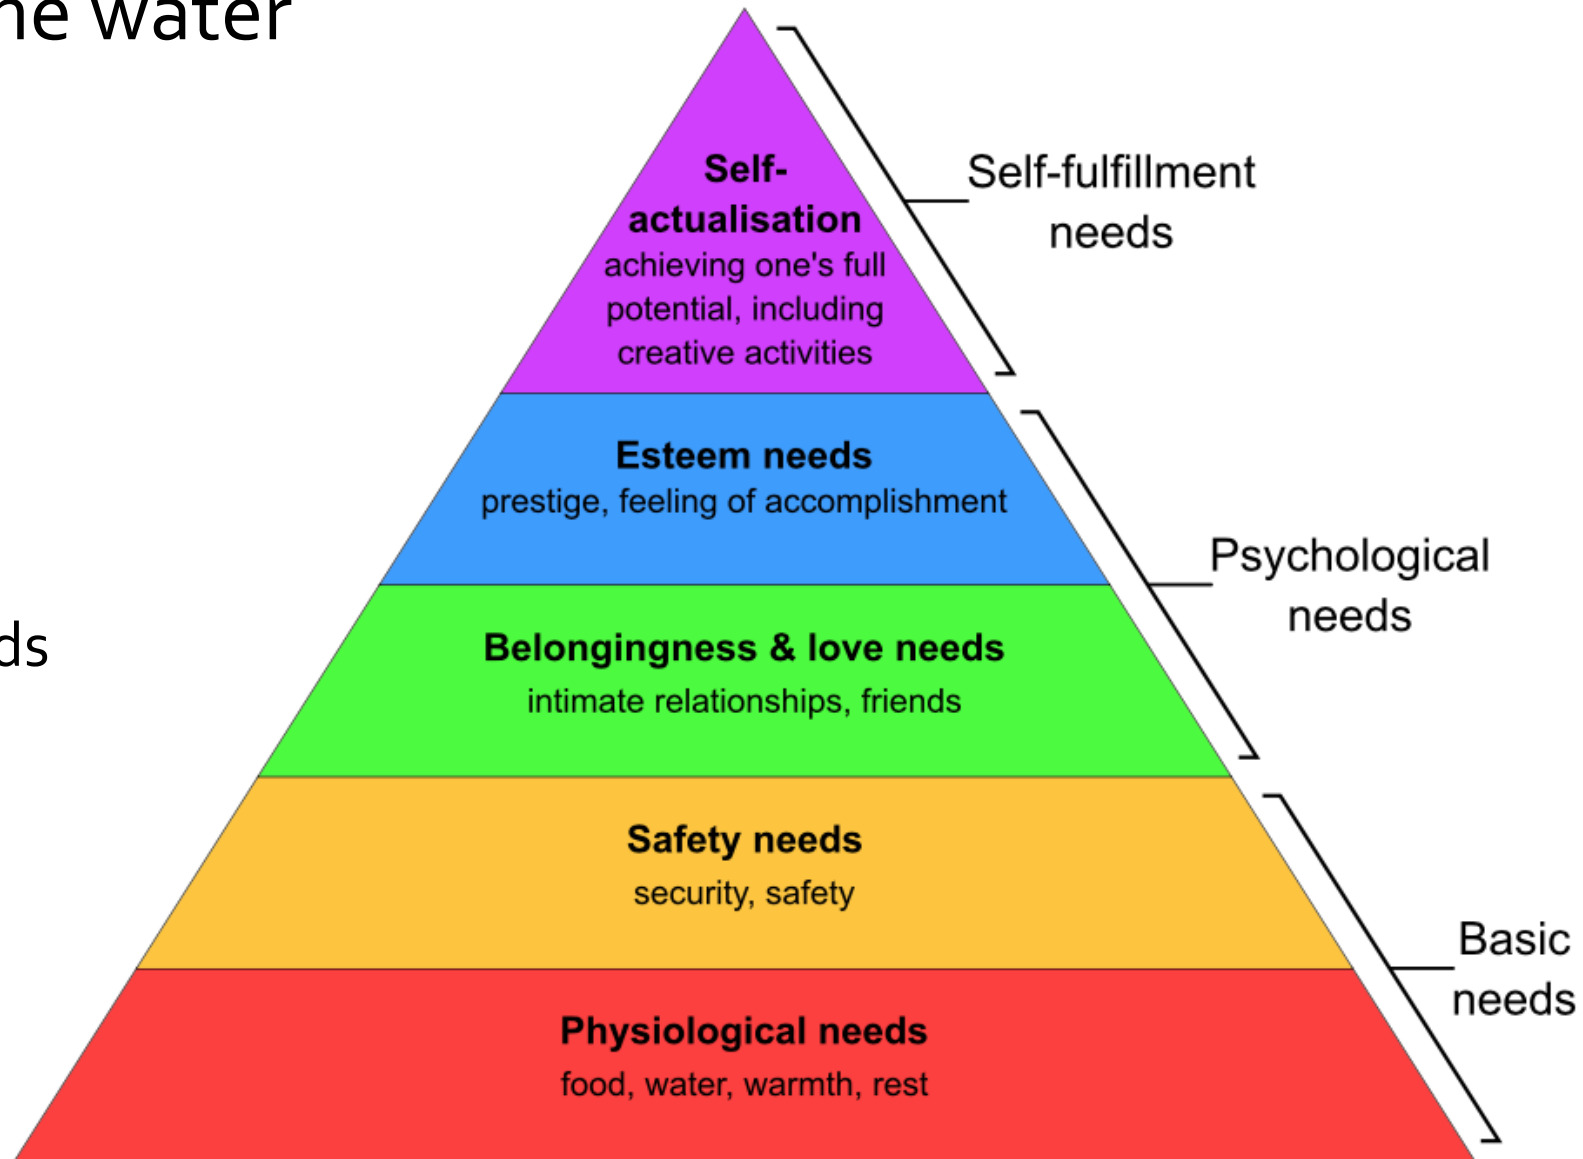 water
Self-
actualisation
achieving one's full
potential, including
creative activities
Self-fulfillment
needs
Esteem needs
prestige, feeling of accomplishment
Psychological
needs
Belongingness & love needs
intimate relationships, friends
Safety needs
security, safety
Basic
needs
Physiological needs
food, water, warmth, rest